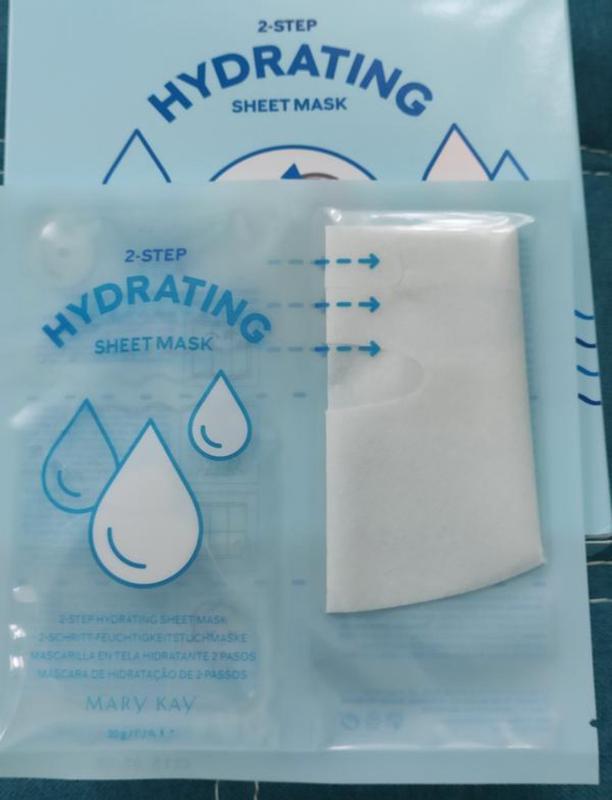 2-STEP
HYDRATING
SHEET MASK
2-STEP
HYDRATING
SHEET MASK
2-STEP HYDRATING SHEET MASK
2-SCHRITT-FEUCHTIGKEITSTUCHMASKE
MASCARILLA EN TELA HIDRATANTE 2 PASOS
MÁSCARA DE HIDRATAÇÃO DE 2 PASSOS
MARY KAY